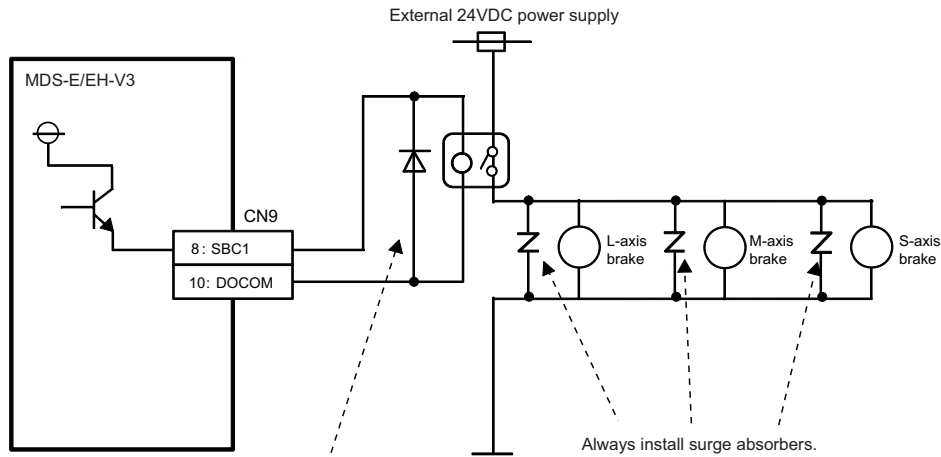 External 24VDC power supply
MDS-E/EH-V3
CN9
8: SBC1
10: DOCOM
L-axis
brake
M-axis
brake
S-axis
brake
Always install surge absorbers.